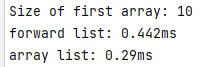 Size of first array: 10
forward list: 0.442ms
array list: 0.29ms